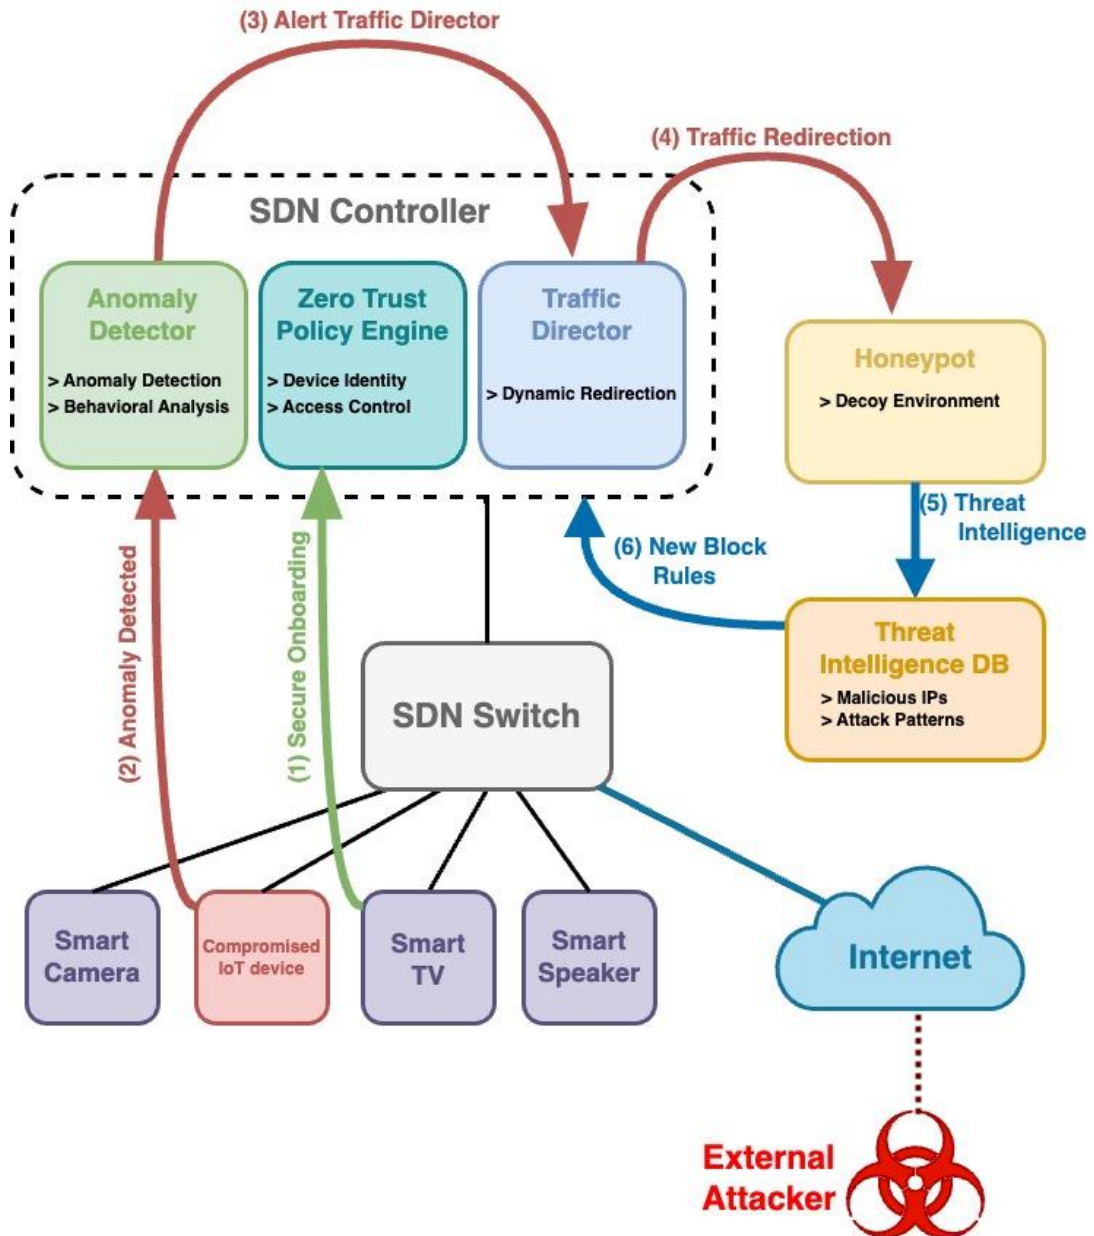 (3) Alert Traffic Director
(4) Traffic Redirection
SDN Controller
Anomaly
Detector
> Anomaly Detection
> Behavioral Analysis
Zero Trust
Policy Engine
> Device Identity
> Access Control
Traffic
Director
> Dynamic Redirection
Honeypot
> Decoy Environment
(5) Threat
Intelligence
(6) New Block
Rules
(2) Anomaly Detected
(1) Secure Onboarding
Threat
Intelligence DB
> Malicious IPs
> Attack Patterns
SDN Switch
Smart
Camera
Compromised
IoT device
Smart
TV
Smart
Speaker
Internet
External
Attacker